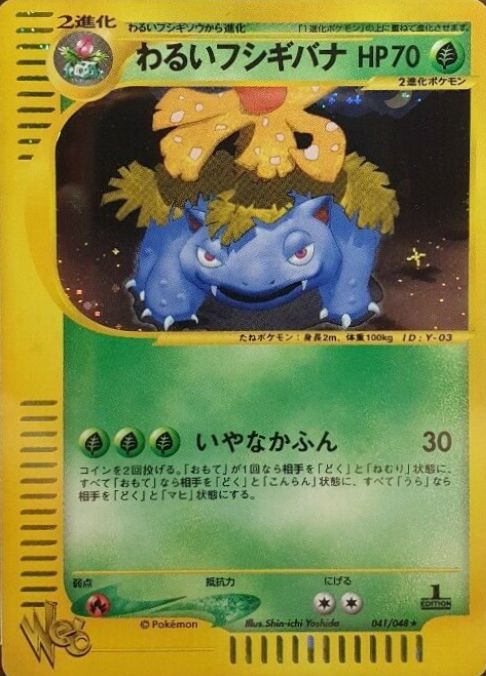 2進化
わるいフシギソウから進化
「1進化ポケモン」の上に重ねて進化させます。
わるいフシギバナ HP70
2進化ポケモン
たねポケモン:身長2m、体重100kg ID:Y-03
いやなかふん 30
コインを2回投げる。「おもて」が1回なら相手を「どく」と「ねむり」状態に、
すべて「おもて」なら相手を「どく」と「こんらん」状態に、すべて「うら」なら
相手を「どく」と「マヒ」状態にする。
弱点 抵抗力 にげる
1
EDITION
Web
©Pokémon Illus. Shin-ichi Yoshida 041/048★